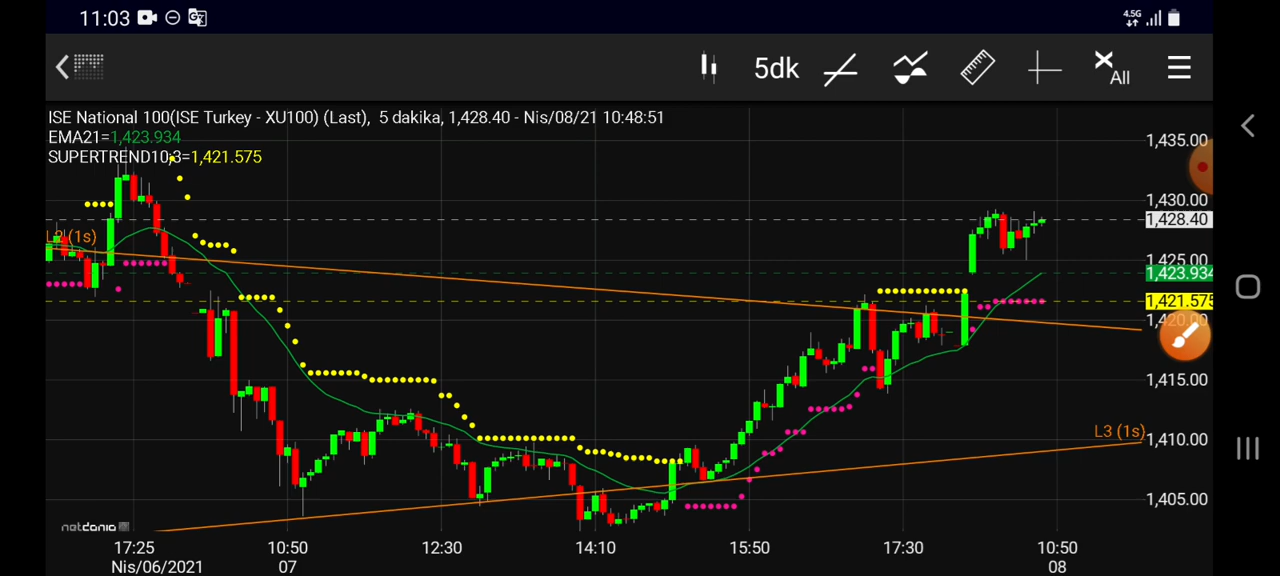 11:03
4.5G
5dk
All
ISE National 100(ISE Turkey - XU100) (Last), 5 dakika, 1,428.40 - Nis/08/21 10:48:51
EMA21=1,423.934
SUPERTREND10;3=1,421.575
1,435.00
1,430.00
1,428.40
(1s)
1,425.00
1,423.934
1,421.575
1,420.00
1,415.00
L3 (1s)
1,410.00
1,405.00
netdania
17:25 10:50 12:30 14:10 15:50 17:30 10:50
Nis/06/2021 07 08